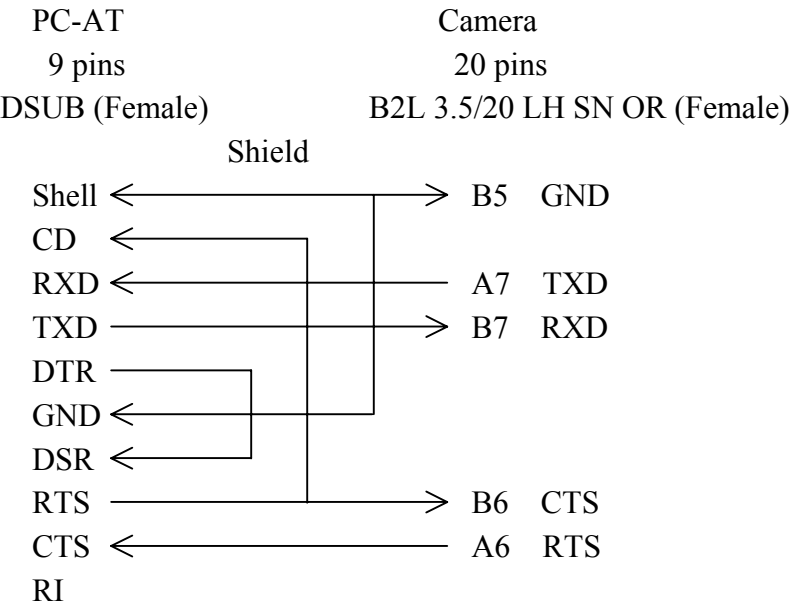 PC-AT Camera
9 pins 20 pins
DSUB (Female) B2L 3.5/20 LH SN OR (Female)
Shield
Shell B5 GND
CD
RXD A7 TXD
TXD B7 RXD
DTR
GND
DSR
RTS B6 CTS
CTS A6 RTS
RI